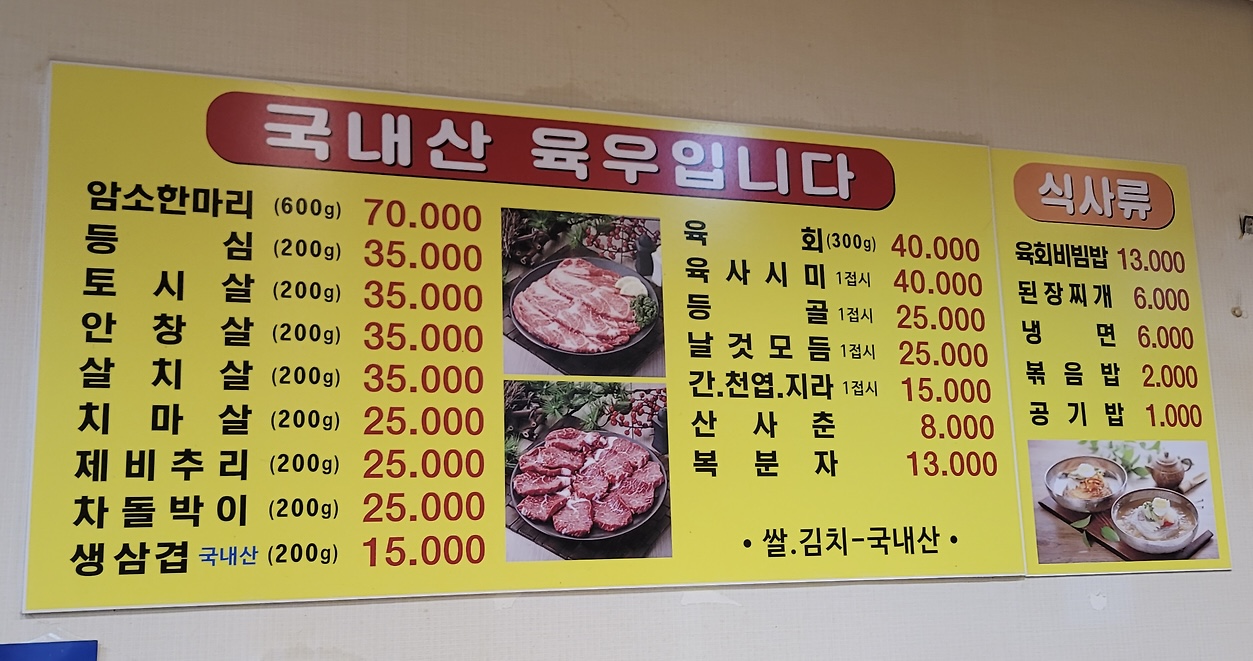 국내산 육우입니다
암소한마리 (600g) 70.000
등심 (200g) 35.000
토시살 (200g) 35.000
안창살 (200g) 35.000
살치살 (200g) 35.000
치마살 (200g) 25.000
제비추리 (200g) 25.000
차돌박이 (200g) 25.000
생삼겹 국내산 (200g) 15.000
육회(300g) 40.000
육사시미 1접시 40.000
등골 1접시 25.000
날것모듬 1접시 25.000
간.천엽.지라 1접시 15.000
산사춘 8.000
복분자 13.000
• 쌀.김치-국내산 •
식사류
육회비빔밥 13.000
된장찌개 6.000
냉면 6.000
볶음밥 2.000
공기밥 1.000